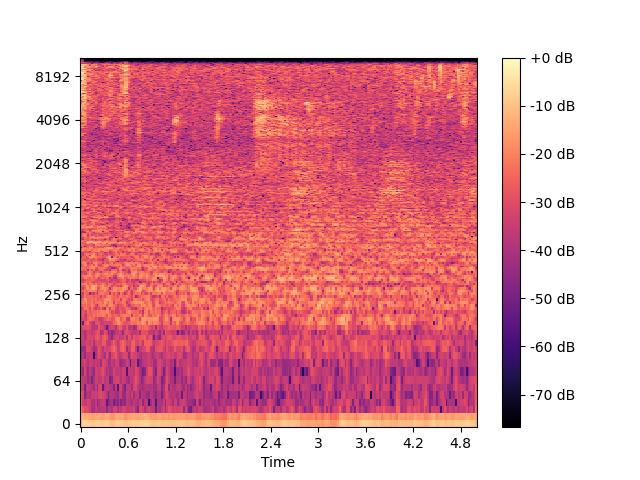 8192
4096
2048
1024
512
256
128
64
0
Hz
0 0.6 1.2 1.8 2.4 3 3.6 4.2 4.8
Time
+0 dB
-10 dB
-20 dB
-30 dB
-40 dB
-50 dB
-60 dB
-70 dB